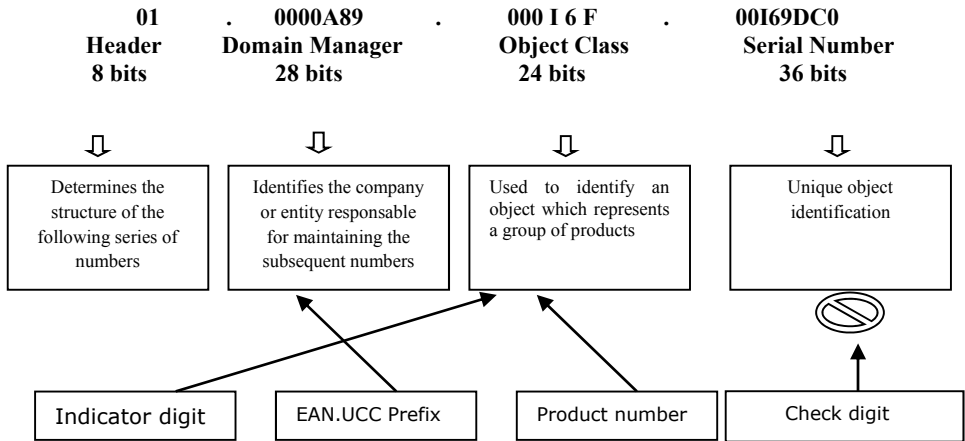 01 . 0000A89 . 000 I 6 F . 00I69DC0
Header Domain Manager Object Class Serial Number
8 bits 28 bits 24 bits 36 bits
Determines the
structure of the
following series of
numbers
Identifies the company
or entity responsable
for maintaining the
subsequent numbers
Used to identify an
object which represents
a group of products
Unique object
identification
Indicator digit
EAN.UCC Prefix
Product number
Check digit